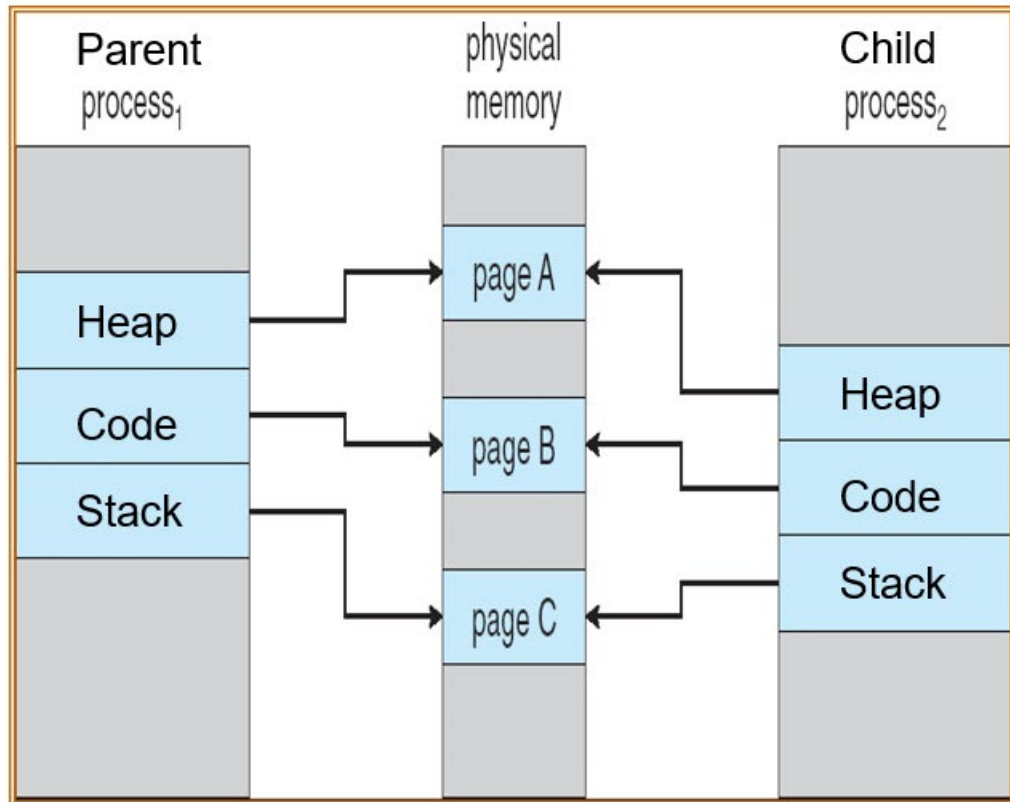 Parent
process₁
Heap
Code
Stack
physical
memory
page A
page B
page C
Child
process₂
Heap
Code
Stack